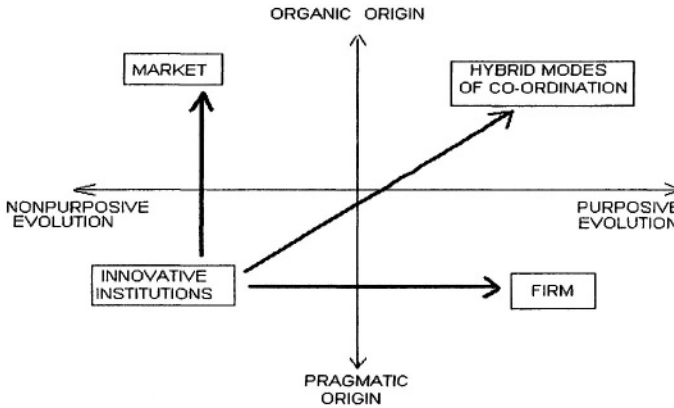 ORGANIC ORIGIN
MARKET
HYBRID MODES
OF CO-ORDINATION
NONPURPOSIVE
EVOLUTION
PURPOSIVE
EVOLUTION
INNOVATIVE
INSTITUTIONS
FIRM
PRAGMATIC
ORIGIN